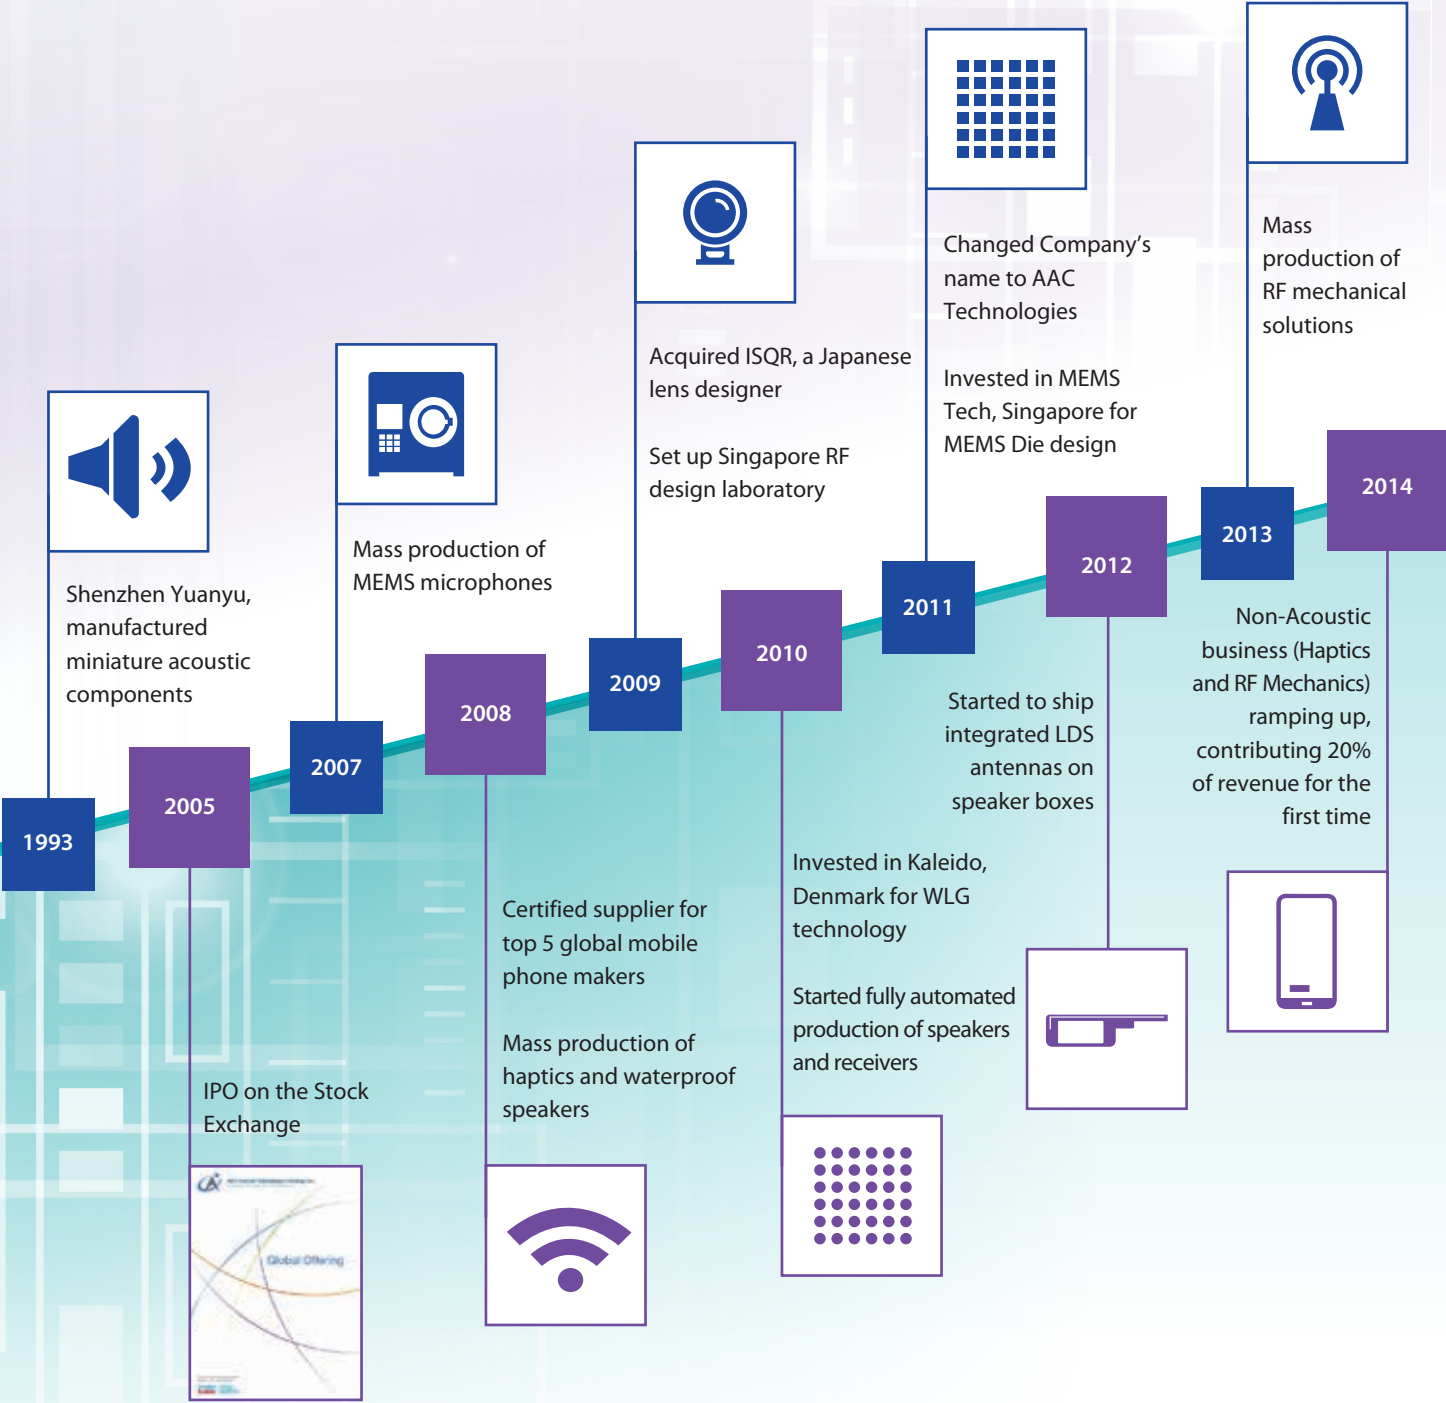 Changed Company’s
name to AAC
Technologies
Invested in MEMS
Tech, Singapore for
MEMS Die design
Mass
production of
RF mechanical
solutions
Acquired ISQR, a Japanese
lens designer
Set up Singapore RF
design laboratory
Mass production of
MEMS microphones
Shenzhen Yuanyu,
manufactured
miniature acoustic
components
1993
2005
2007
2008
2009
2010
2011
2012
2013
2014
IPO on the Stock
Exchange
Global Offering
Certified supplier for
top 5 global mobile
phone makers
Mass production of
haptics and waterproof
speakers
Invested in Kaleido,
Denmark for WLG
technology
Started fully automated
production of speakers
and receivers
Started to ship
integrated LDS
antennas on
speaker boxes
Non-Acoustic
business (Haptics
and RF Mechanics)
ramping up,
contributing 20%
of revenue for the
first time